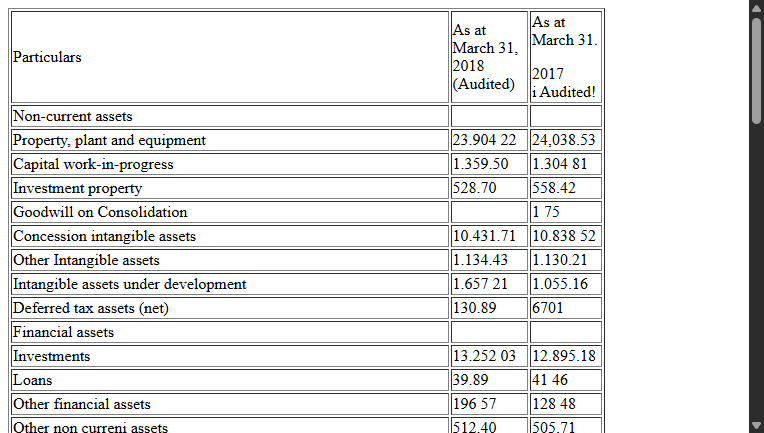 Particulars
As at
March 31,
2018
(Audited)
As at
March 31.
2017
i Audited!
Non-current assets
Property, plant and equipment 23.904 22 24,038.53
Capital work-in-progress 1.359.50 1.304 81
Investment property 528.70 558.42
Goodwill on Consolidation 1 75
Concession intangible assets 10.431.71 10.838 52
Other Intangible assets 1.134.43 1.130.21
Intangible assets under development 1.657 21 1.055.16
Deferred tax assets (net) 130.89 6701
Financial assets
Investments 13.252 03 12.895.18
Loans 39.89 41 46
Other financial assets 196 57 128 48
Other non curreni assets 512.40 505.71